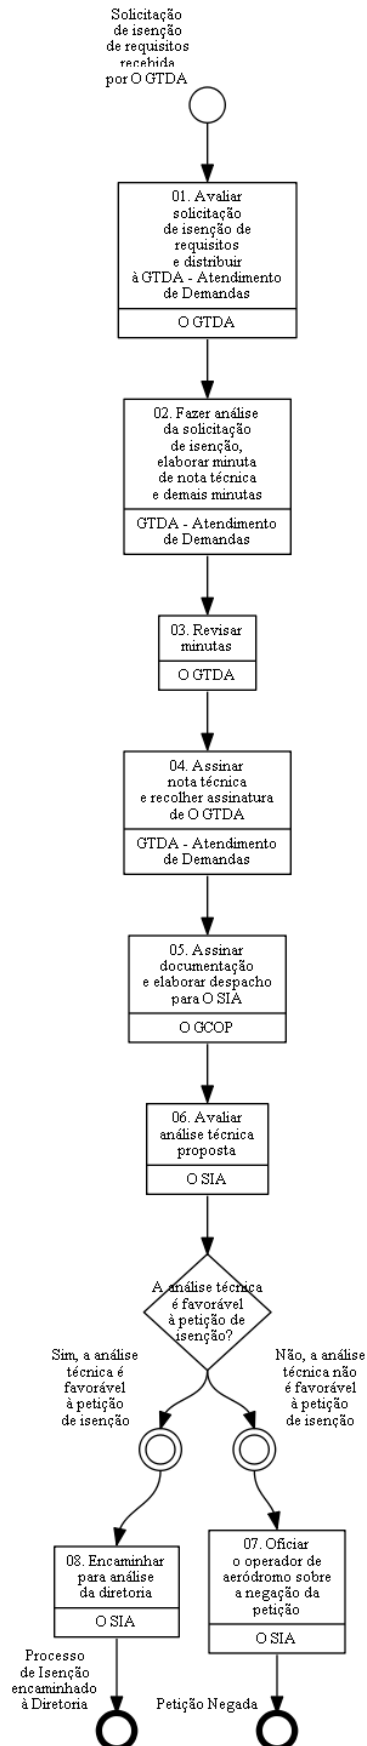 Solicitação
de isenção
de requisitos
recebida
por O GTDA
01. Avaliar
solicitação
de isenção de
requisitos
e distribuir
à GTDA - Atendimento
de Demandas
O GTDA
02. Fazer análise
da solicitação
de isenção,
elaborar minuta
de nota técnica
e demais minutas
GTDA - Atendimento
de Demandas
03. Revisar
minutas
O GTDA
04. Assinar
nota técnica
e recolher assinatura
de O GTDA
GTDA - Atendimento
de Demandas
05. Assinar
documentação
e elaborar despacho
para O SIA
O GCOP
06. Avaliar
análise técnica
proposta
O SIA
A análise técnica
é favorável
à petição de
isenção?
Sim, a análise
técnica é
favorável
à petição
de isenção
Não, a análise
técnica não
é favorável
à petição
de isenção
08. Encaminhar
para análise
da diretoria
O SIA
07. Oficiar
o operador de
aeródromo sobre
a negação da
petição
O SIA
Processo
de Isenção
encaminhado
à Diretoria
Petição Negada